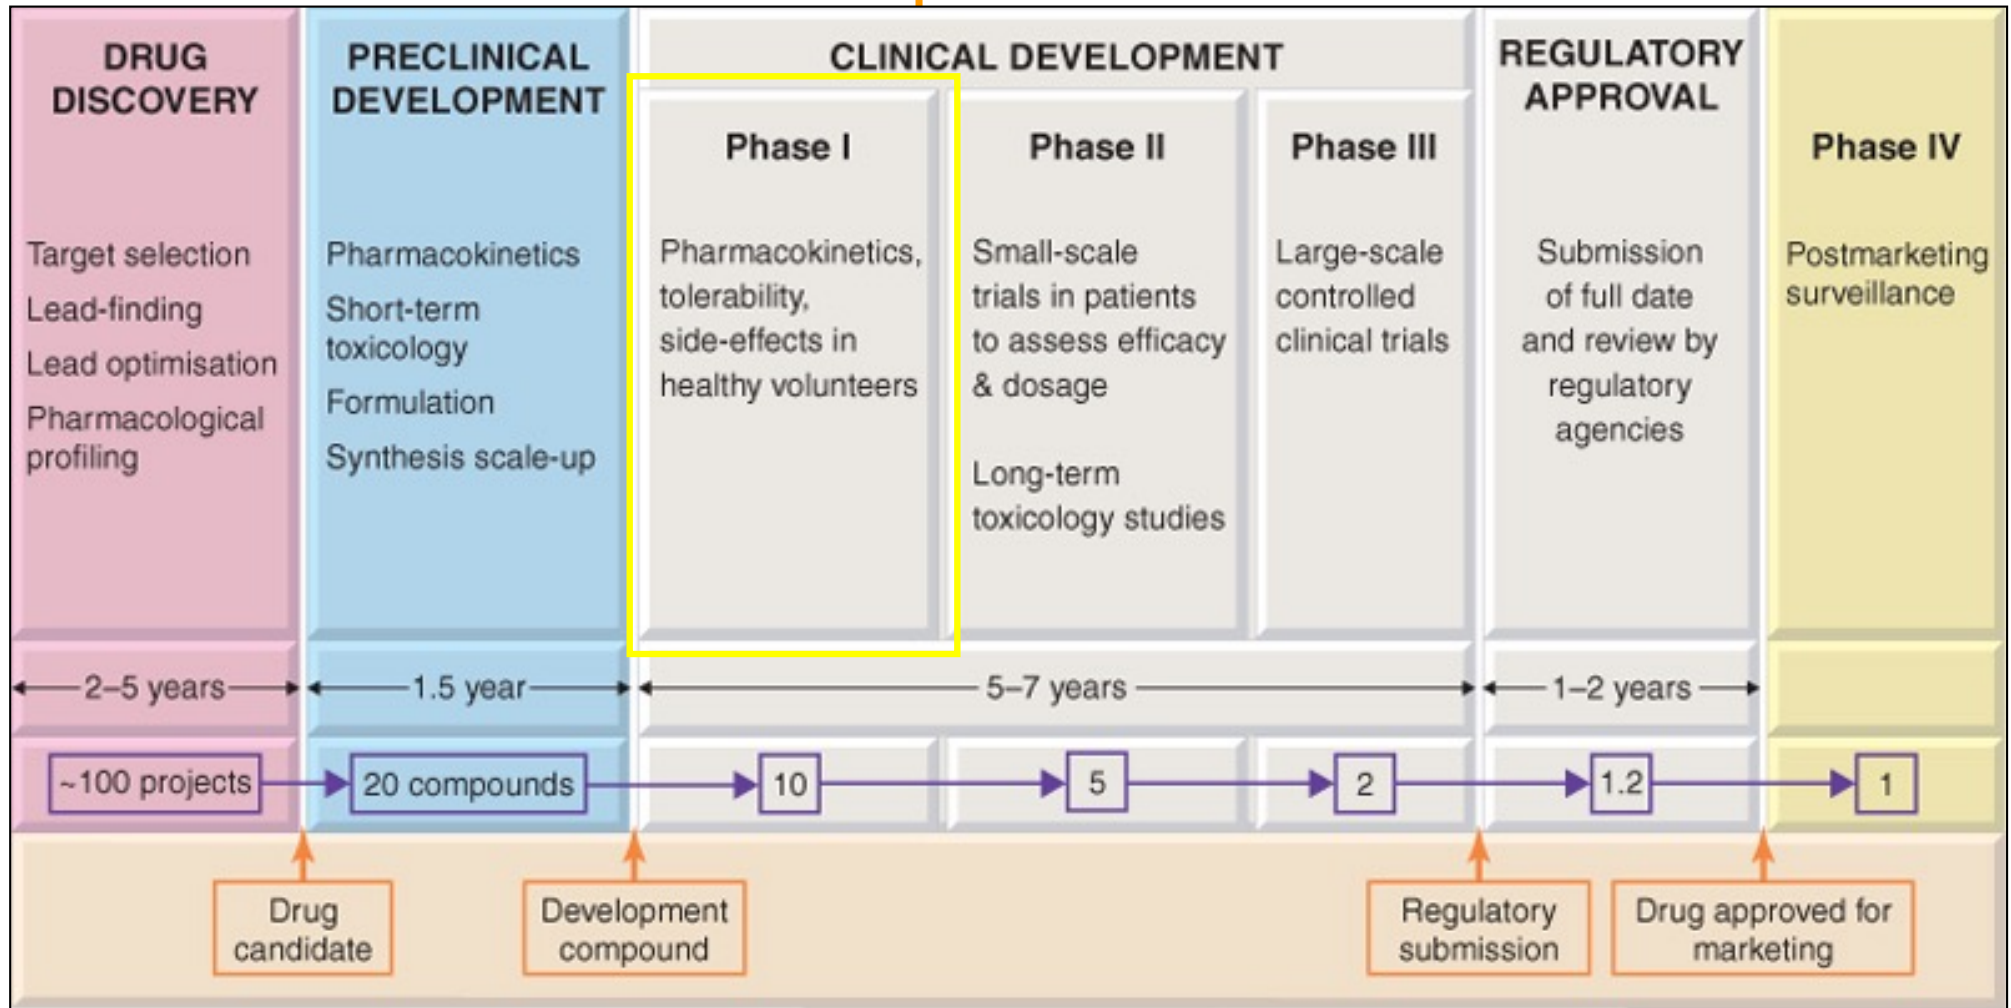 DRUG
DISCOVERY
Target selection
Lead-finding
Lead optimisation
Pharmacological
profiling
PRECLINICAL
DEVELOPMENT
Pharmacokinetics
Short-term
toxicology
Formulation
Synthesis scale-up
CLINICAL DEVELOPMENT
Phase I
Pharmacokinetics,
tolerability,
side-effects in
healthy volunteers
Phase II
Small-scale
trials in patients
to assess efficacy
& dosage
Long-term
toxicology studies
Phase III
Large-scale
controlled
clinical trials
REGULATORY
APPROVAL
Submission
of full date
and review by
regulatory
agencies
Phase IV
Postmarketing
surveillance
2–5 years
1.5 year
5–7 years
1–2 years
~100 projects
20 compounds
10
5
2
1.2
1
Drug
candidate
Development
compound
Regulatory
submission
Drug approved for
marketing